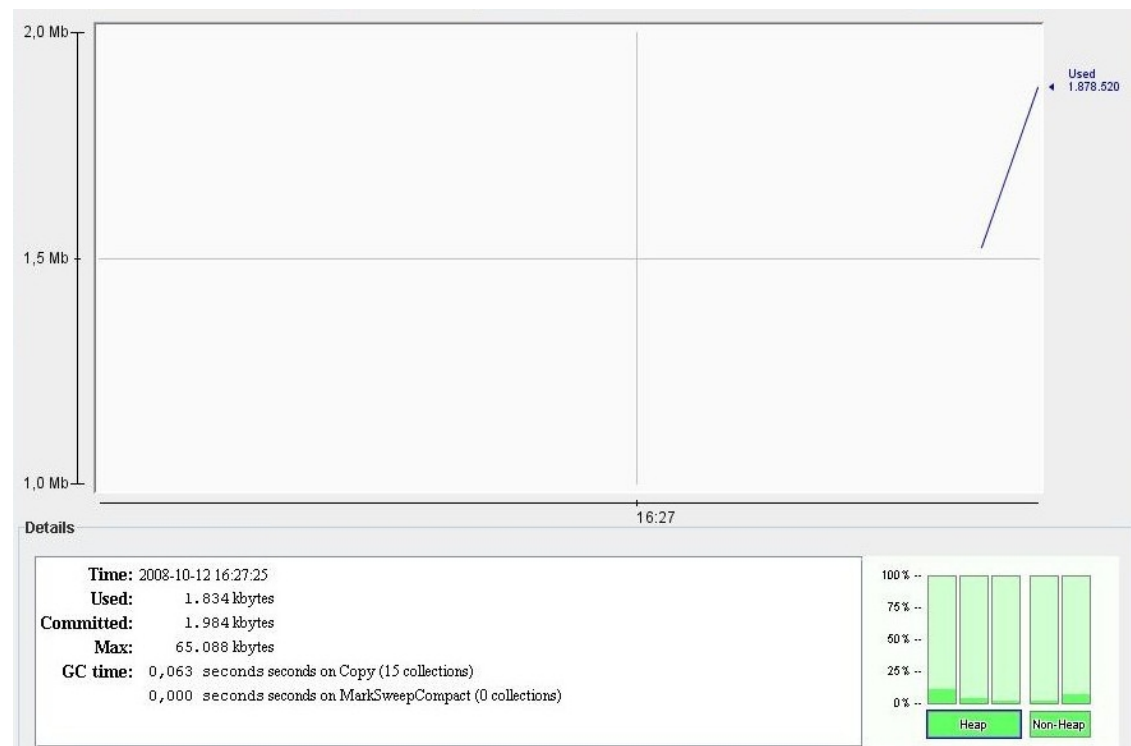 2,0 Mb
Used
1.878.520
1,5 Mb
1,0 Mb
16:27
Details
Time: 2008-10-12 16:27:25
Used: 1.834 kbytes
Committed: 1.984 kbytes
Max: 65.088 kbytes
GC time: 0,063 seconds seconds on Copy (15 collections)
0,000 seconds seconds on MarkSweepCompact (0 collections)
100 % --
75 % --
50 % --
25 % --
0 % --
Heap
Non-Heap